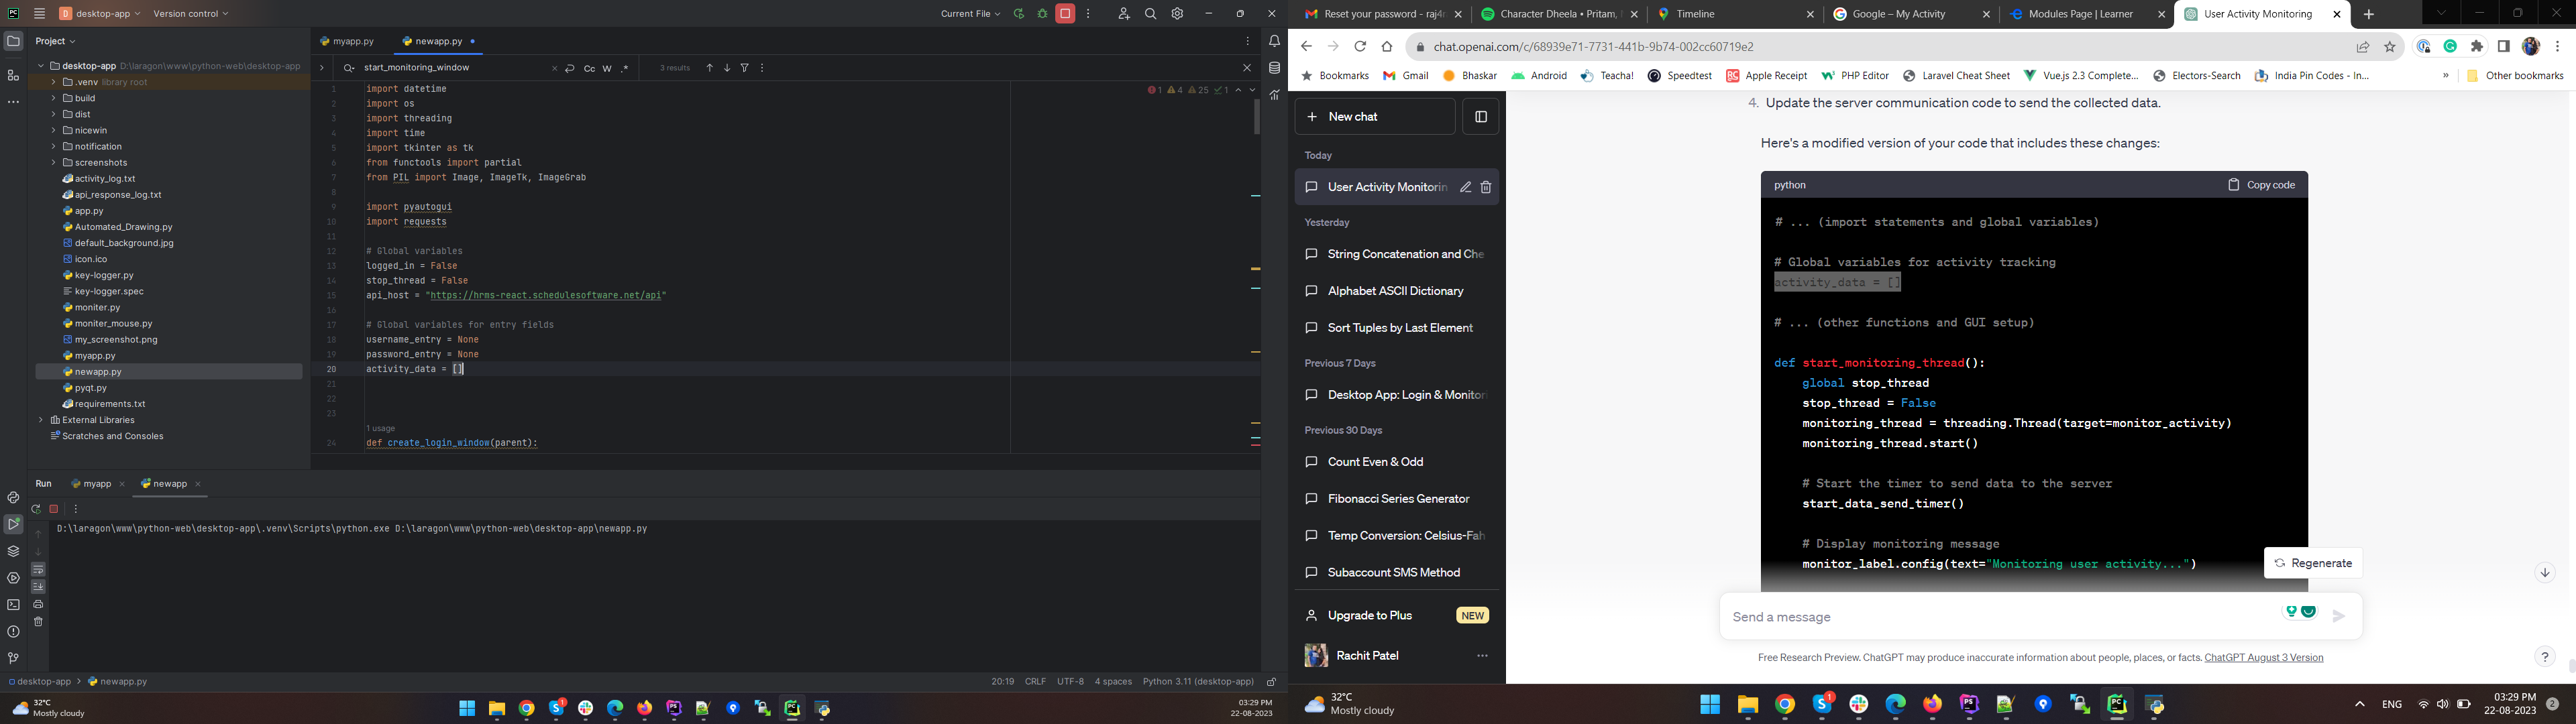 desktop-app
Version control
Current File
Project
desktop-app D:\laragon\www\python-web\desktop-app
.venv library root
build
dist
nicewin
notification
screenshots
activity_log.txt
api_response_log.txt
app.py
Automated_Drawing.py
default_background.jpg
icon.ico
key-logger.py
key-logger.spec
moniter.py
moniter_mouse.py
my_screenshot.png
myapp.py
newapp.py
pyqt.py
requirements.txt
External Libraries
Scratches and Consoles
myapp.py
newapp.py
start_monitoring_window
Cc W .*
3 results
1 4 25 1
1 import datetime
2 import os
3 import threading
4 import time
5 import tkinter as tk
6 from functools import partial
7 from PIL import Image, ImageTk, ImageGrab
8
9 import pyautogui
10 import requests
11
12 # Global variables
13 logged_in = False
14 stop_thread = False
15 api_host = "https://hrms-react.schedulesoftware.net/api"
16
17 # Global variables for entry fields
18 username_entry = None
19 password_entry = None
20 activity_data = []
21
22
23
1 usage
24 def create_login_window(parent):
Run
myapp
newapp
D:\laragon\www\python-web\desktop-app\.venv\Scripts\python.exe D:\laragon\www\python-web\desktop-app\newapp.py
desktop-app > newapp.py
20:19 CRLF UTF-8 4 spaces Python 3.11 (desktop-app)
32°C
Mostly cloudy
03:29 PM
22-08-2023
Reset your password - raj4r
Character Dheela • Pritam,
Timeline
Google – My Activity
Modules Page | Learner
User Activity Monitoring
chat.openai.com/c/68939e71-7731-441b-9b74-002cc60719e2
Bookmarks
Gmail
Bhaskar
Android
Teacha!
Speedtest
Apple Receipt
PHP Editor
Laravel Cheat Sheet
Vue.js 2.3 Complete...
Electors-Search
India Pin Codes - In...
Other bookmarks
New chat
Today
User Activity Monitorin
Yesterday
String Concatenation and Che
Alphabet ASCII Dictionary
Sort Tuples by Last Element
Previous 7 Days
Desktop App: Login & Monitori
Previous 30 Days
Count Even & Odd
Fibonacci Series Generator
Temp Conversion: Celsius-Fah
Subaccount SMS Method
Upgrade to Plus
NEW
Rachit Patel
4. Update the server communication code to send the collected data.
Here's a modified version of your code that includes these changes:
python
Copy code
# ... (import statements and global variables)
# Global variables for activity tracking
activity_data = []
# ... (other functions and GUI setup)
def start_monitoring_thread():
global stop_thread
stop_thread = False
monitoring_thread = threading.Thread(target=monitor_activity)
monitoring_thread.start()
# Start the timer to send data to the server
start_data_send_timer()
# Display monitoring message
monitor_label.config(text="Monitoring user activity...")
Regenerate
Send a message
Free Research Preview. ChatGPT may produce inaccurate information about people, places, or facts. ChatGPT August 3 Version
?
32°C
Mostly cloudy
ENG
03:29 PM
22-08-2023
2